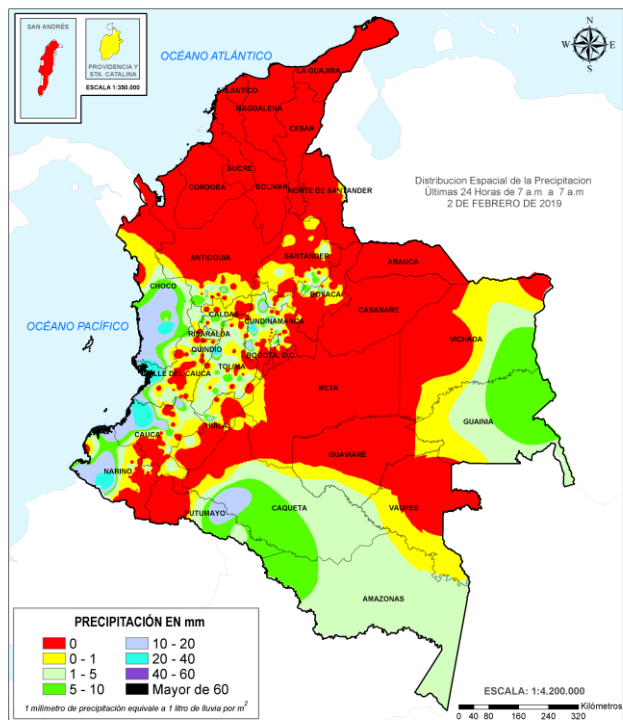 SAN ANDRÉS
PROVIDENCIA Y
STA. CATALINA
ESCALA 1:350.000
OCÉANO ATLÁNTICO
N
W
E
S
LA GUAJIRA
ATLANTICO
MAGDALENA
CESAR
SUCRE
CORDOBA
BOLIVAR
NORTE DE SANTANDER
Distribucion Espacial de la Precipitacion
Últimas 24 Horas de 7 a.m a 7 a.m
2 DE FEBRERO DE 2019
ANTIOQUIA
SANTANDER
ARAUCA
CHOCO
BOYACA
CASANARE
OCÉANO PACÍFICO
CALDAS
CUNDINAMARCA
RISARALDA
VICHADA
QUINDIO
BOGOTA, D.C.
TOLIMA
VALLE DEL CAUCA
META
GUAINIA
HUILA
CAUCA
GUAVIARE
NARIÑO
PUTUMAYO
CAQUETA
VAUPES
AMAZONAS
PRECIPITACIÓN EN mm
0
10 - 20
0 - 1
20 - 40
1 - 5
40 - 60
5 - 10
Mayor de 60
1 milimetro de precipitación equivale a 1 litro de lluvia por m²
ESCALA: 1:4.200.000
Kilómetros
0 40 80 160 240 320